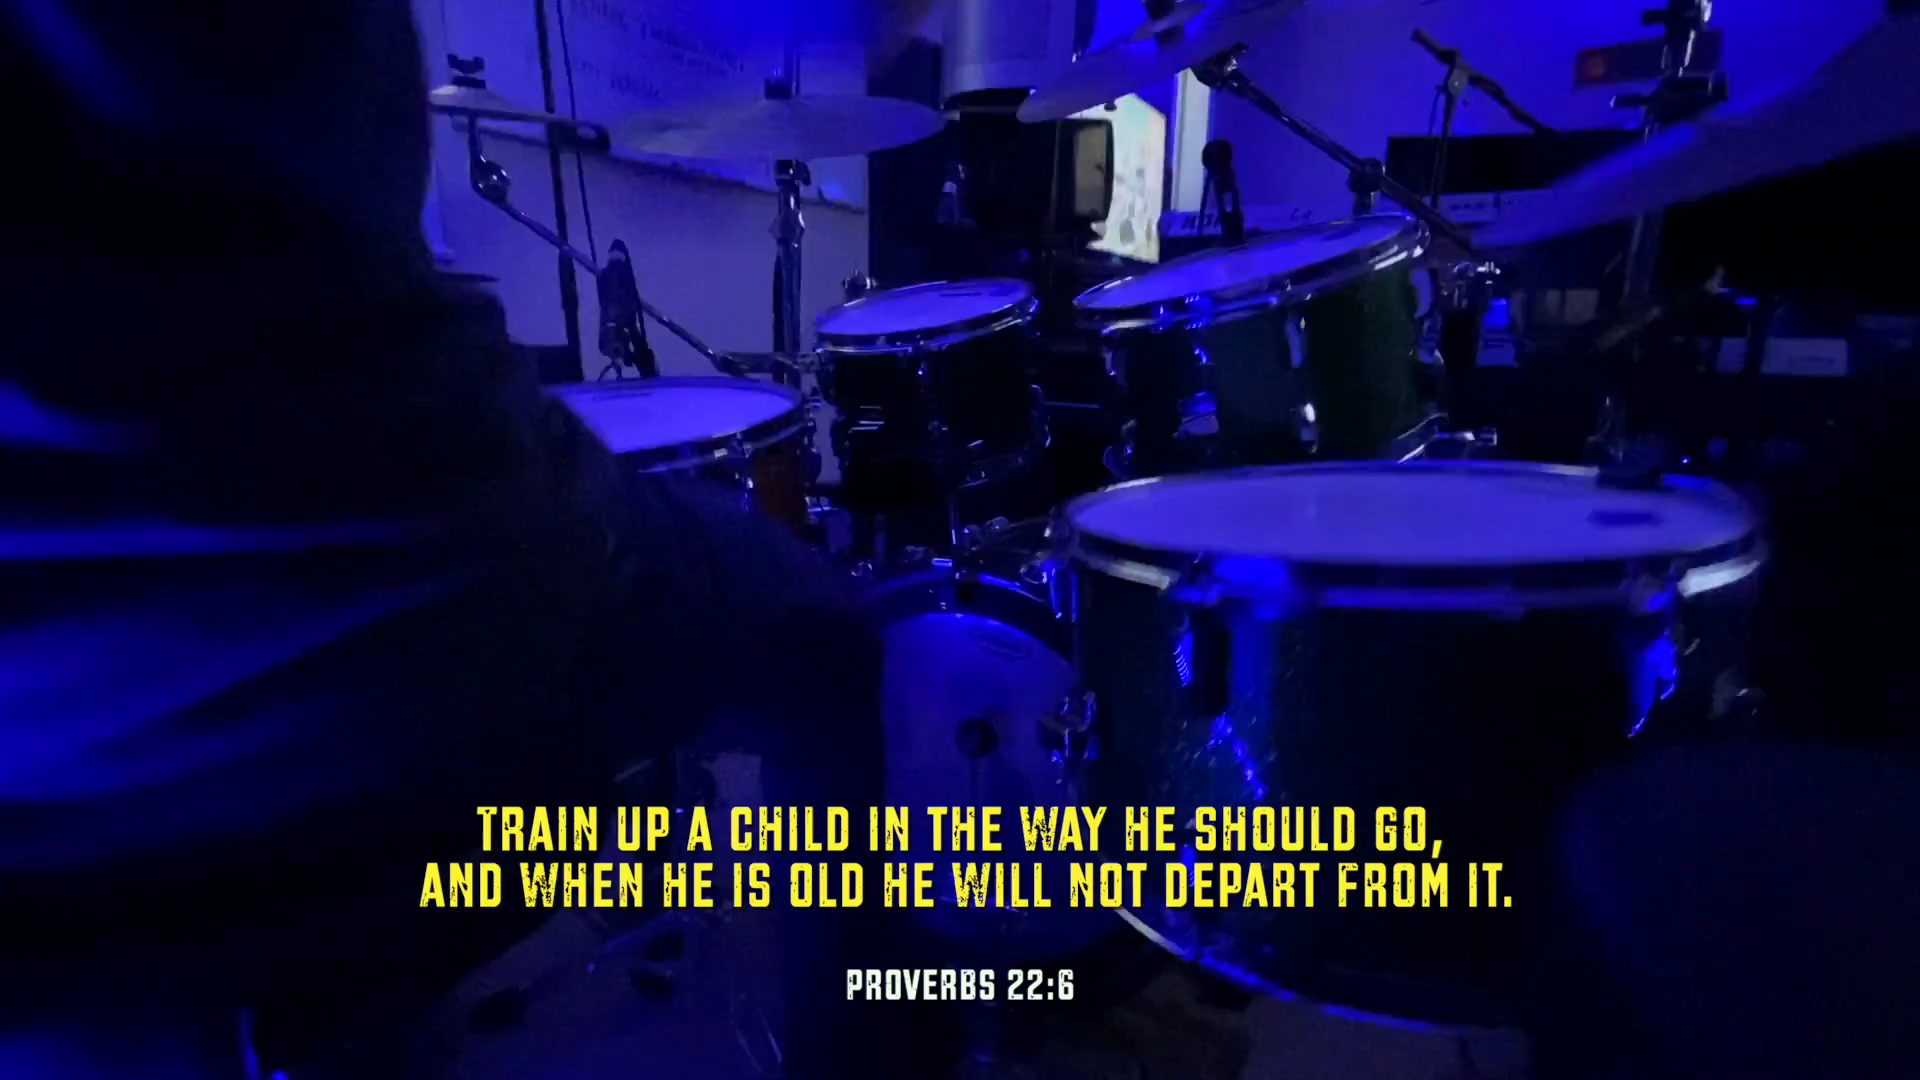 TRAIN UP A CHILD IN THE WAY HE SHOULD GO,
AND WHEN HE IS OLD HE WILL NOT DEPART FROM IT.
PROVERBS 22:6